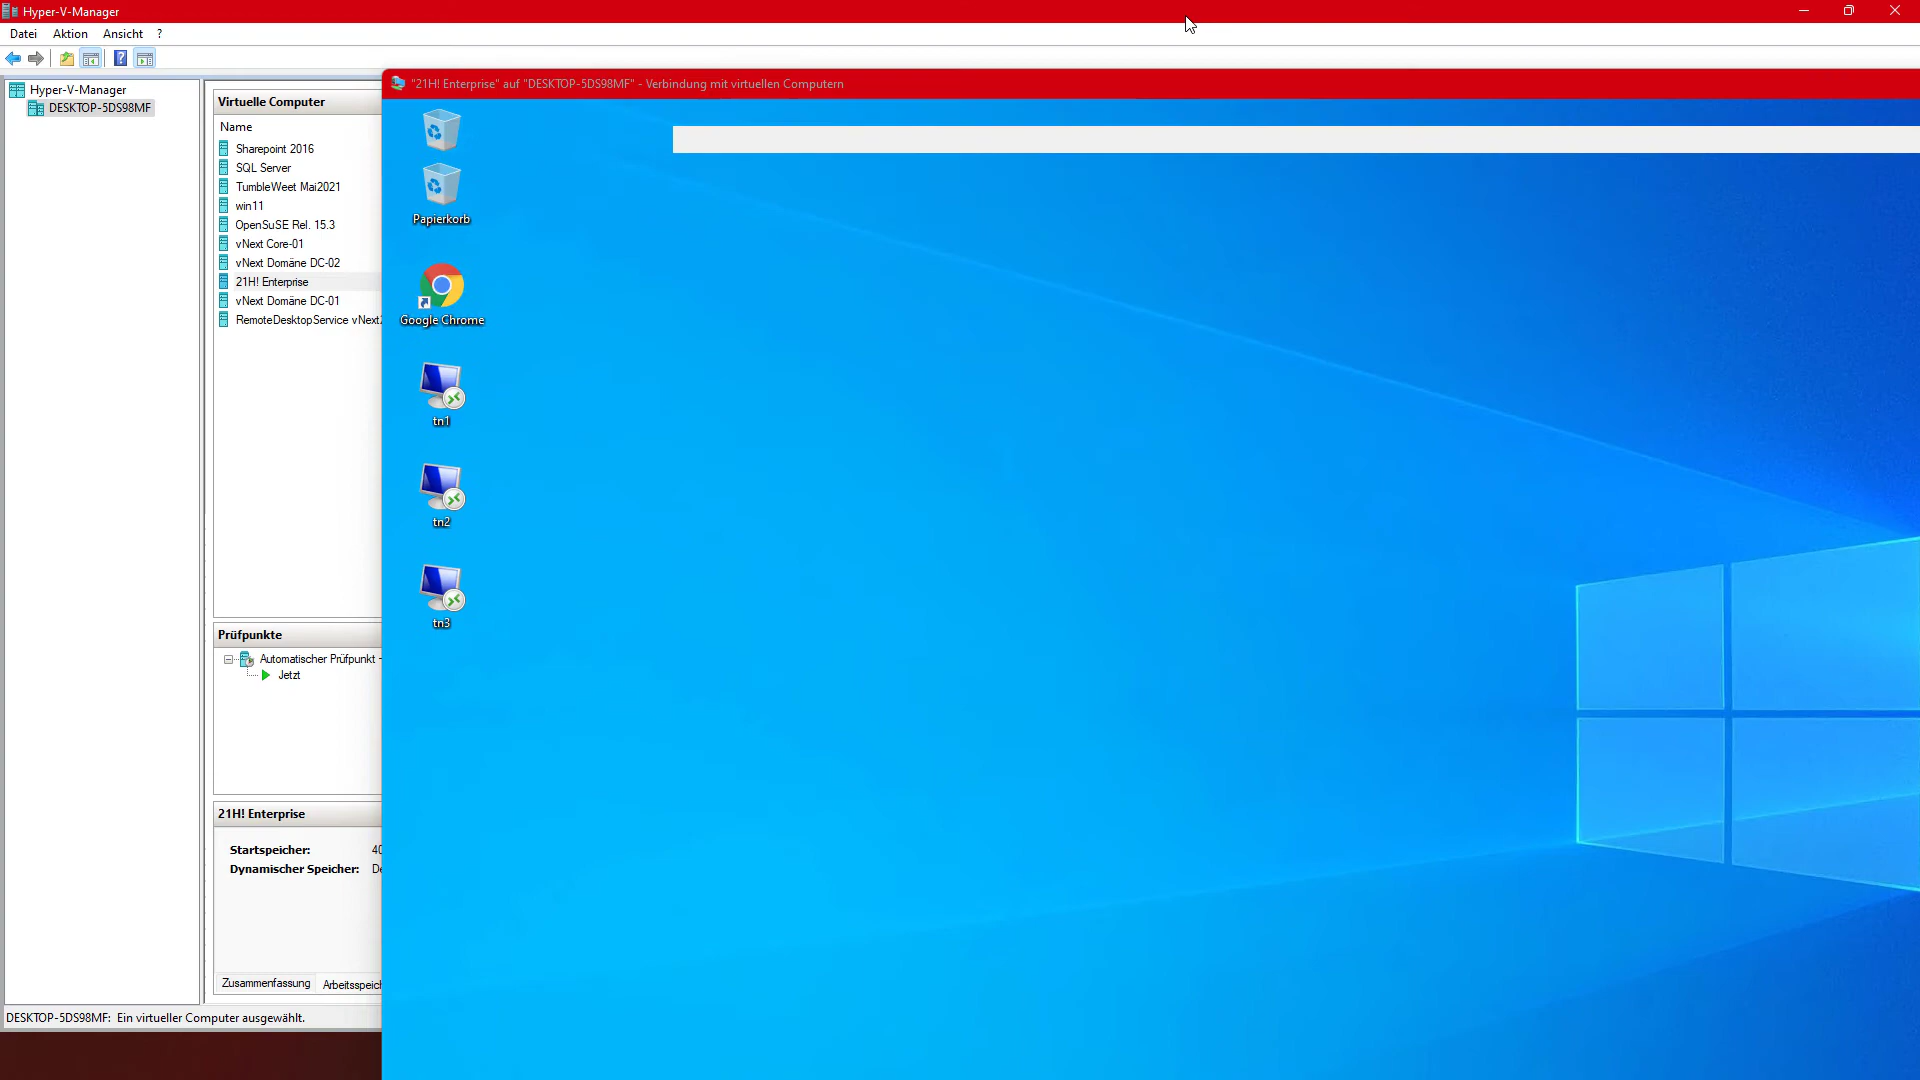 Hyper-V-Manager
Datei Aktion Ansicht ?
Hyper-V-Manager
DESKTOP-5DS98MF
Virtuelle Computer
Name
Sharepoint 2016
SQL Server
TumbleWeet Mai2021
win11
OpenSuSE Rel. 15.3
vNext Core-01
vNext Domäne DC-02
21H! Enterprise
vNext Domäne DC-01
RemoteDesktopService vNext
Prüfpunkte
Automatischer Prüfpunkt -
Jetzt
21H! Enterprise
Startspeicher: 40
Dynamischer Speicher: De
Zusammenfassung Arbeitsspeich
DESKTOP-5DS98MF: Ein virtueller Computer ausgewählt.
"21H! Enterprise" auf "DESKTOP-5DS98MF" - Verbindung mit virtuellen Computern
Papierkorb
Google Chrome
tn1
tn2
tn3